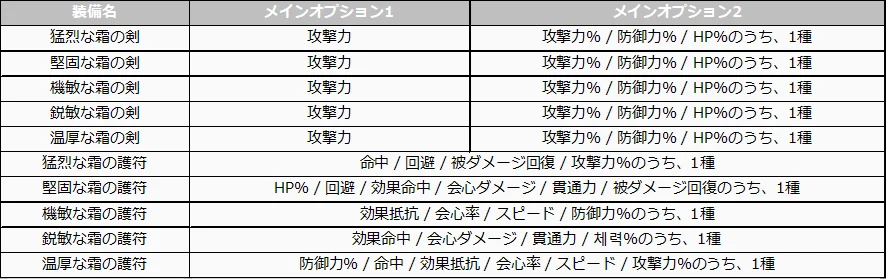 装備名 メインオプション1 メインオプション2
猛烈な霜の剣 攻撃力 攻撃力% / 防御力% / HP%のうち、1種
堅固な霜の剣 攻撃力 攻撃力% / 防御力% / HP%のうち、1種
機敏な霜の剣 攻撃力 攻撃力% / 防御力% / HP%のうち、1種
鋭敏な霜の剣 攻撃力 攻撃力% / 防御力% / HP%のうち、1種
温厚な霜の剣 攻撃力 攻撃力% / 防御力% / HP%のうち、1種
猛烈な霜の護符 命中 / 回避 / 被ダメージ回復 / 攻撃力%のうち、1種
堅固な霜の護符 HP% / 回避 / 効果命中 / 会心ダメージ / 貫通力 / 被ダメージ回復のうち、1種
機敏な霜の護符 効果抵抗 / 会心率 / スピード / 防御力%のうち、1種
鋭敏な霜の護符 効果命中 / 会心ダメージ / 貫通力 / 체력%のうち、1種
温厚な霜の護符 防御力% / 命中 / 効果抵抗 / 会心率 / スピード / 攻撃力%のうち、1種